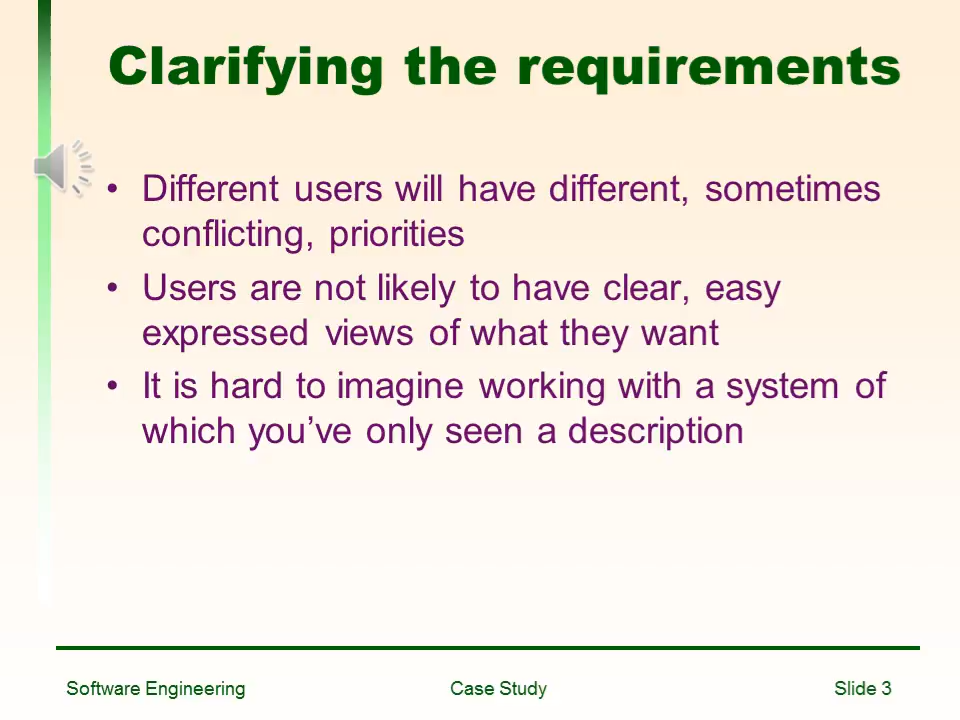 Clarifying the requirements
• Different users will have different, sometimes
conflicting, priorities
• Users are not likely to have clear, easy
expressed views of what they want
• It is hard to imagine working with a system of
which you’ve only seen a description
Software Engineering Case Study Slide 3